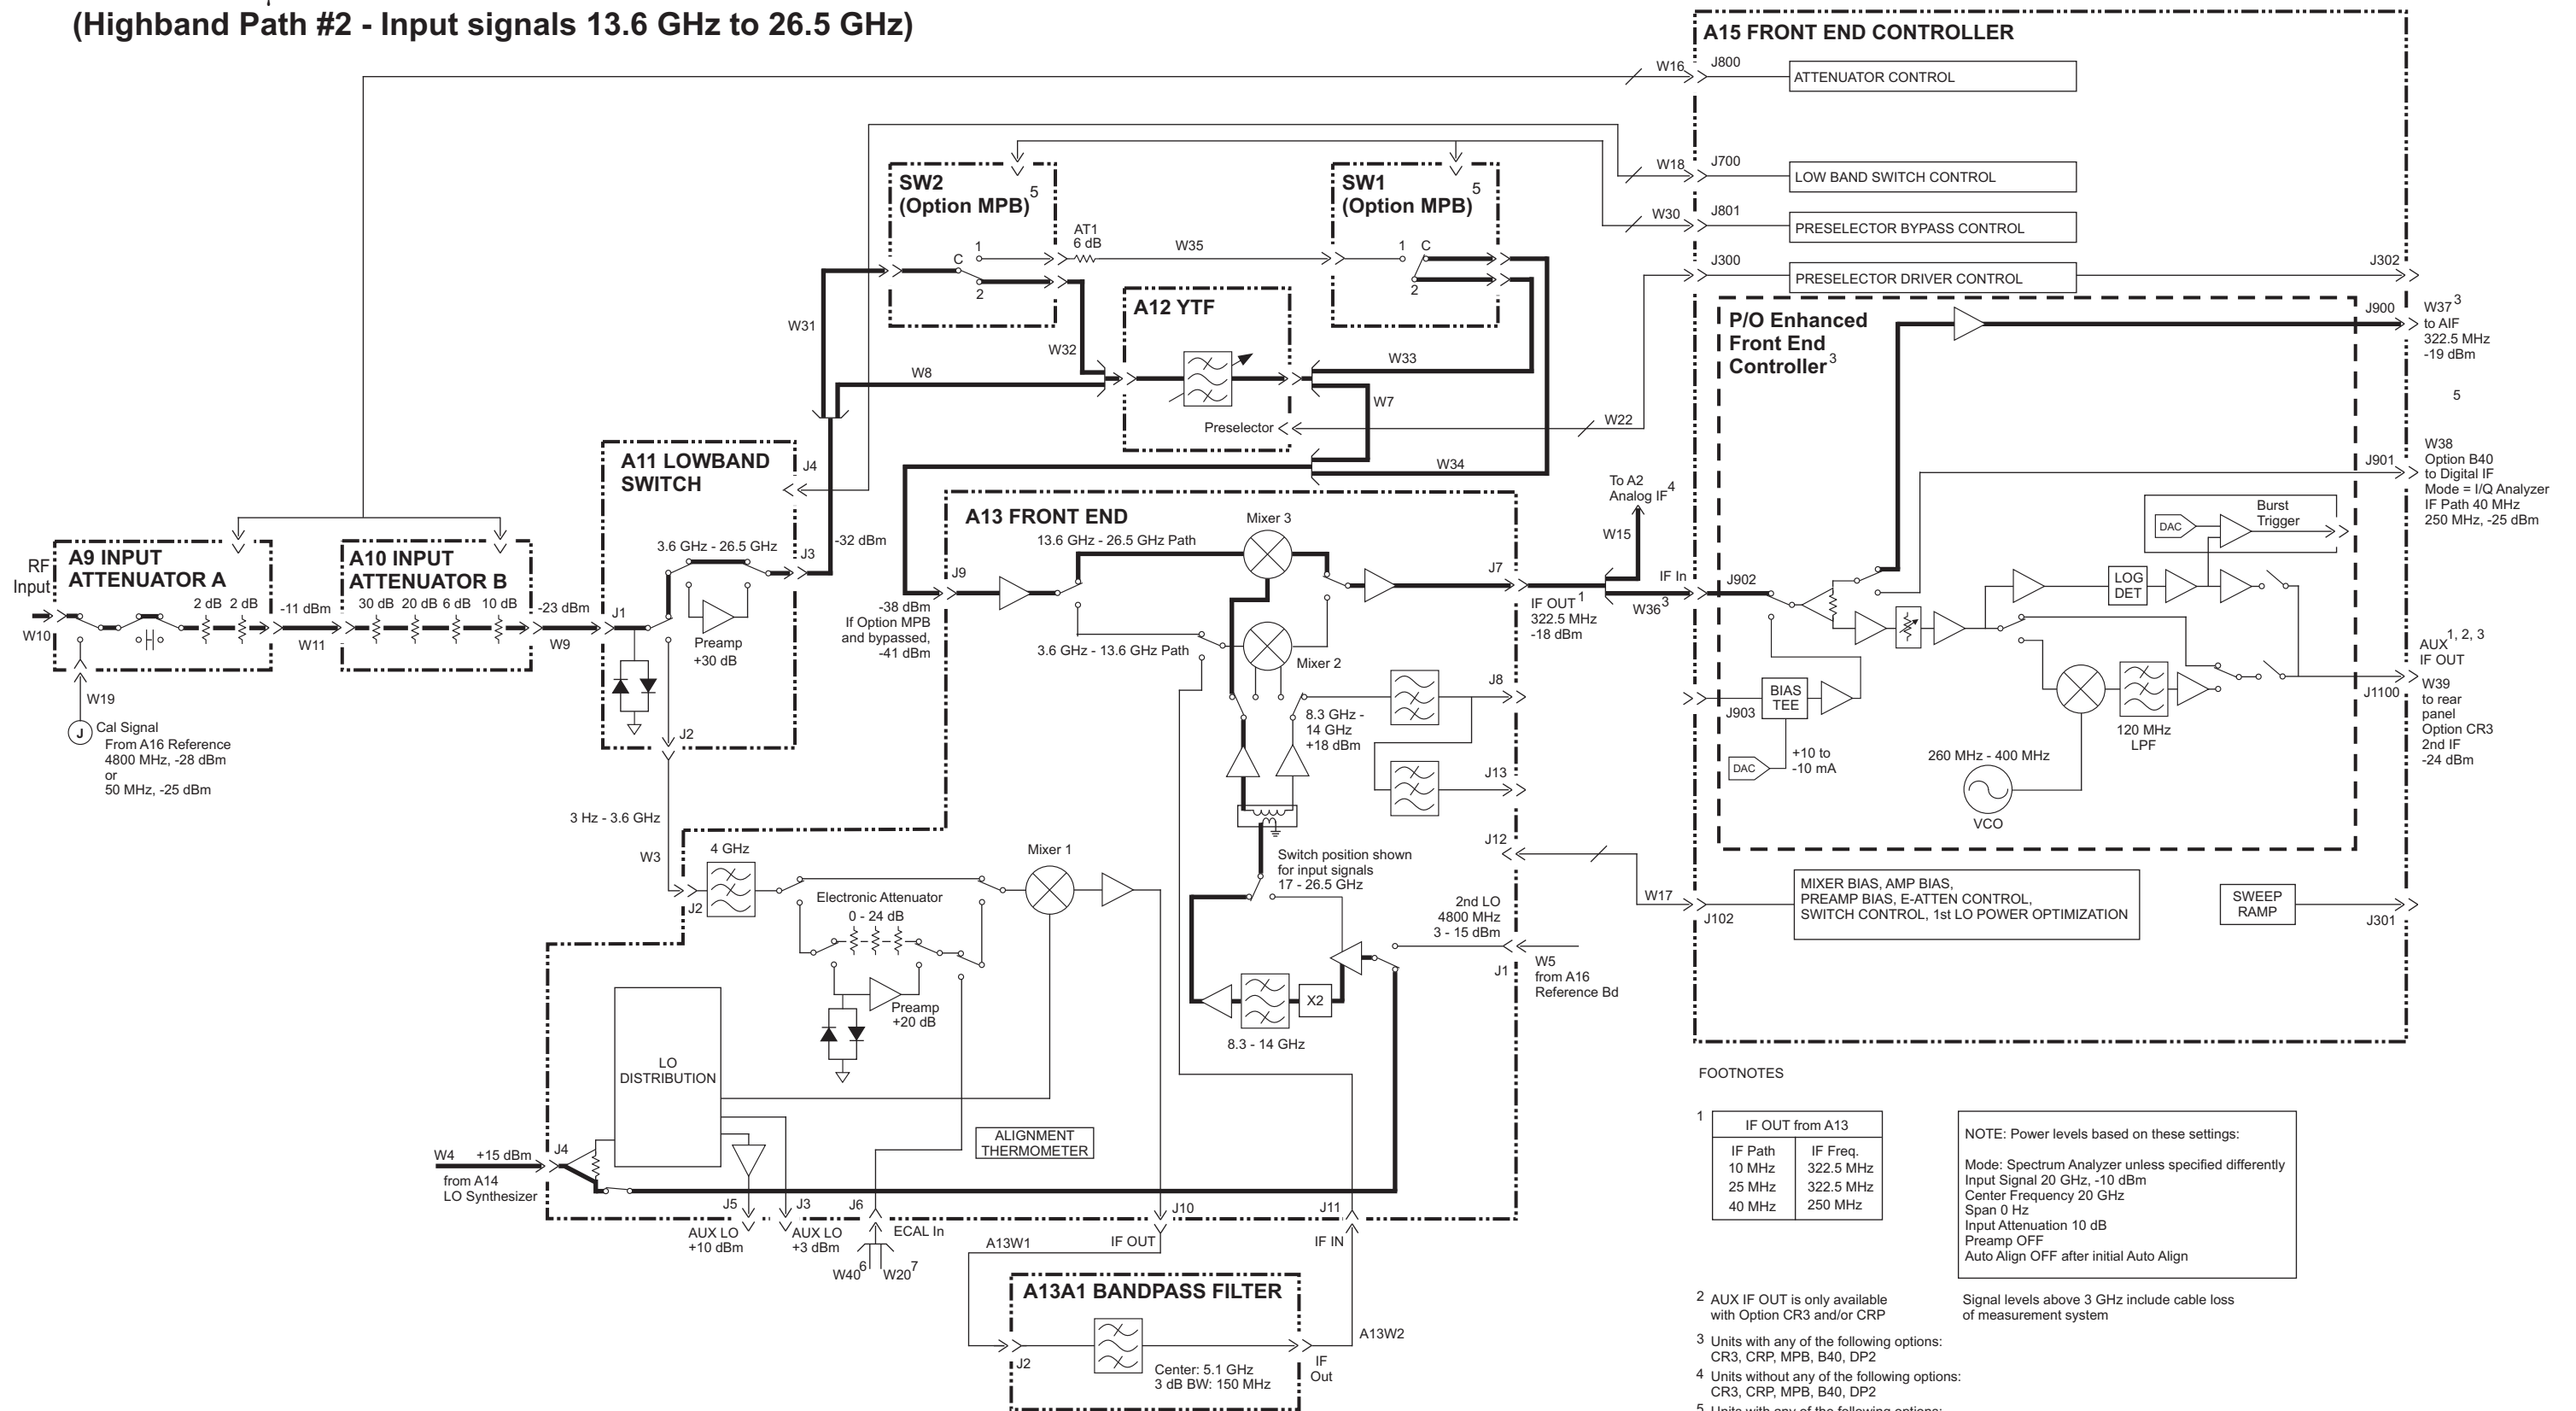 (Highband Path #2 - Input signals 13.6 GHz to 26.5 GHz)
A15 FRONT END CONTROLLER
W16
J800
ATTENUATOR CONTROL
W18
J700
LOW BAND SWITCH CONTROL
W30
J801
PRESELECTOR BYPASS CONTROL
J300
PRESELECTOR DRIVER CONTROL
J302
SW2
(Option MPB) 5
C
1
2
AT1
6 dB
W35
SW1
(Option MPB) 5
1 C
2
W31
W32
W8
A12 YTF
Preselector
W33
W7
W22
W34
P/O Enhanced
Front End
Controller 3
J900
W37 3
to AIF
322.5 MHz
-19 dBm
5
J901
W38
Option B40
to Digital IF
Mode = I/Q Analyzer
IF Path 40 MHz
250 MHz, -25 dBm
A11 LOWBAND
SWITCH
J4
3.6 GHz - 26.5 GHz
J3
-32 dBm
J1
Preamp
+30 dB
J2
RF
Input
W10
A9 INPUT
ATTENUATOR A
2 dB 2 dB
-11 dBm
W11
A10 INPUT
ATTENUATOR B
30 dB 20 dB 6 dB 10 dB
-23 dBm
W9
W19
J
Cal Signal
From A16 Reference
4800 MHz, -28 dBm
or
50 MHz, -25 dBm
3 Hz - 3.6 GHz
W3
A13 FRONT END
J9
-38 dBm
If Option MPB
and bypassed,
-41 dBm
13.6 GHz - 26.5 GHz Path
Mixer 3
3.6 GHz - 13.6 GHz Path
Mixer 2
J7
IF OUT 1
322.5 MHz
-18 dBm
To A2
Analog IF 4
W15
IF In
W36 3
J902
8.3 GHz -
14 GHz
+18 dBm
J8
J13
J12
Switch position shown
for input signals
17 - 26.5 GHz
2nd LO
4800 MHz
3 - 15 dBm
J1
W5
from A16
Reference Bd
X2
8.3 - 14 GHz
DAC
Burst
Trigger
LOG
DET
J903
BIAS
TEE
DAC
+10 to
-10 mA
260 MHz - 400 MHz
VCO
120 MHz
LPF
AUX 1, 2, 3
IF OUT
J1100
W39
to rear
panel
Option CR3
2nd IF
-24 dBm
W17
J102
MIXER BIAS, AMP BIAS,
PREAMP BIAS, E-ATTEN CONTROL,
SWITCH CONTROL, 1st LO POWER OPTIMIZATION
SWEEP
RAMP
J301
J2
4 GHz
Electronic Attenuator
0 - 24 dB
Preamp
+20 dB
Mixer 1
LO
DISTRIBUTION
ALIGNMENT
THERMOMETER
W4 +15 dBm
J4
from A14
LO Synthesizer
J5
AUX LO
+10 dBm
J3
AUX LO
+3 dBm
J6
ECAL In
W40 6
W20 7
J10
IF OUT
J11
IF IN
A13W1
A13A1 BANDPASS FILTER
J2
Center: 5.1 GHz
3 dB BW: 150 MHz
IF
Out
A13W2
FOOTNOTES
1
IF OUT from A13
IF Path IF Freq.
10 MHz 322.5 MHz
25 MHz 322.5 MHz
40 MHz 250 MHz
NOTE: Power levels based on these settings:
Mode: Spectrum Analyzer unless specified differently
Input Signal 20 GHz, -10 dBm
Center Frequency 20 GHz
Span 0 Hz
Input Attenuation 10 dB
Preamp OFF
Auto Align OFF after initial Auto Align
2 AUX IF OUT is only available
with Option CR3 and/or CRP
Signal levels above 3 GHz include cable loss
of measurement system
3 Units with any of the following options:
CR3, CRP, MPB, B40, DP2
4 Units without any of the following options:
CR3, CRP, MPB, B40, DP2
5 Units with any of the following options: